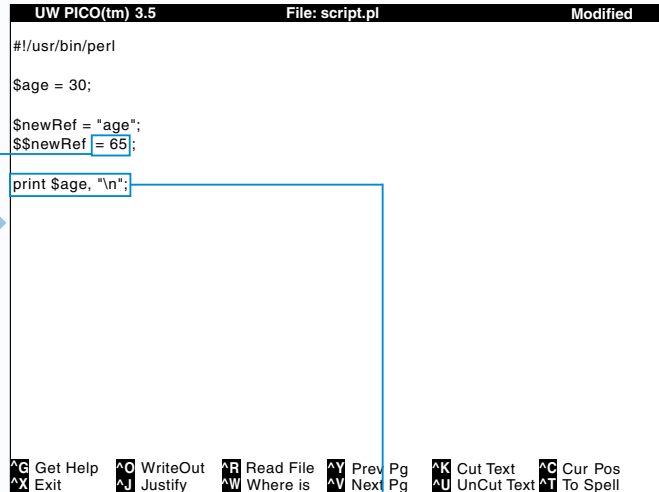 UW PICO(tm) 3.5 File: script.pl Modified
#!/usr/bin/perl
$age = 30;
$newRef = "age";
$$newRef = 65;
print $age, "\n";
^G Get Help ^O WriteOut ^R Read File ^Y Prev Pg ^K Cut Text ^C Cur Pos
^X Exit ^J Justify ^W Where is ^V Next Pg ^U UnCut Text ^T To Spell